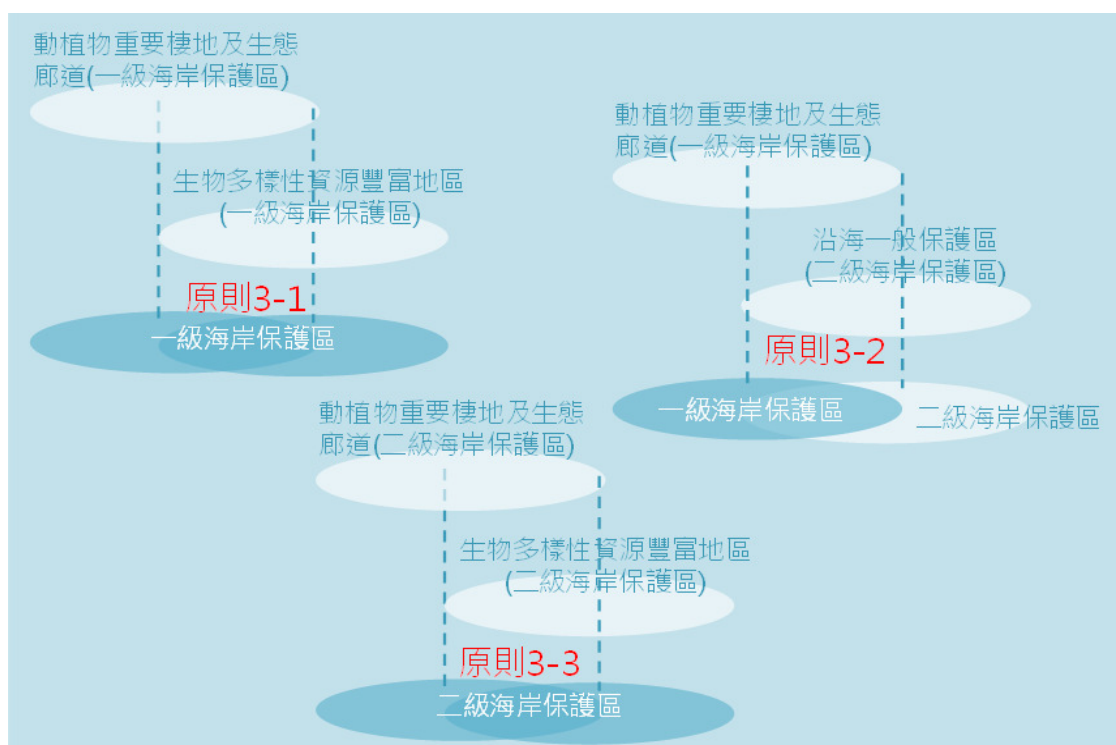 動植物重要棲地及生態
廊道(一級海岸保護區)
生物多樣性資源豐富地區
(一級海岸保護區)
原則3-1
一級海岸保護區
動植物重要棲地及生態
廊道(一級海岸保護區)
沿海一般保護區
(二級海岸保護區)
原則3-2
一級海岸保護區
二級海岸保護區
動植物重要棲地及生態
廊道(二級海岸保護區)
生物多樣性資源豐富地區
(二級海岸保護區)
原則3-3
二級海岸保護區